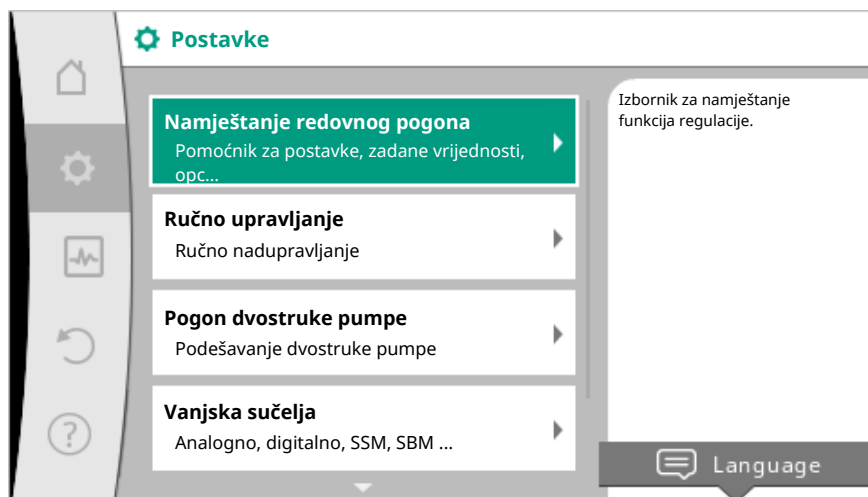 Postavke
Namještanje redovnog pogona
Pomoćnik za postavke, zadane vrijednosti,
opc...
Ručno upravljanje
Ručno nadupravljanje
Pogon dvostruke pumpe
Podešavanje dvostruke pumpe
Vanjska sučelja
Analogno, digitalno, SSM, SBM ...
Izbornik za namještanje
funkcija regulacije.
Language